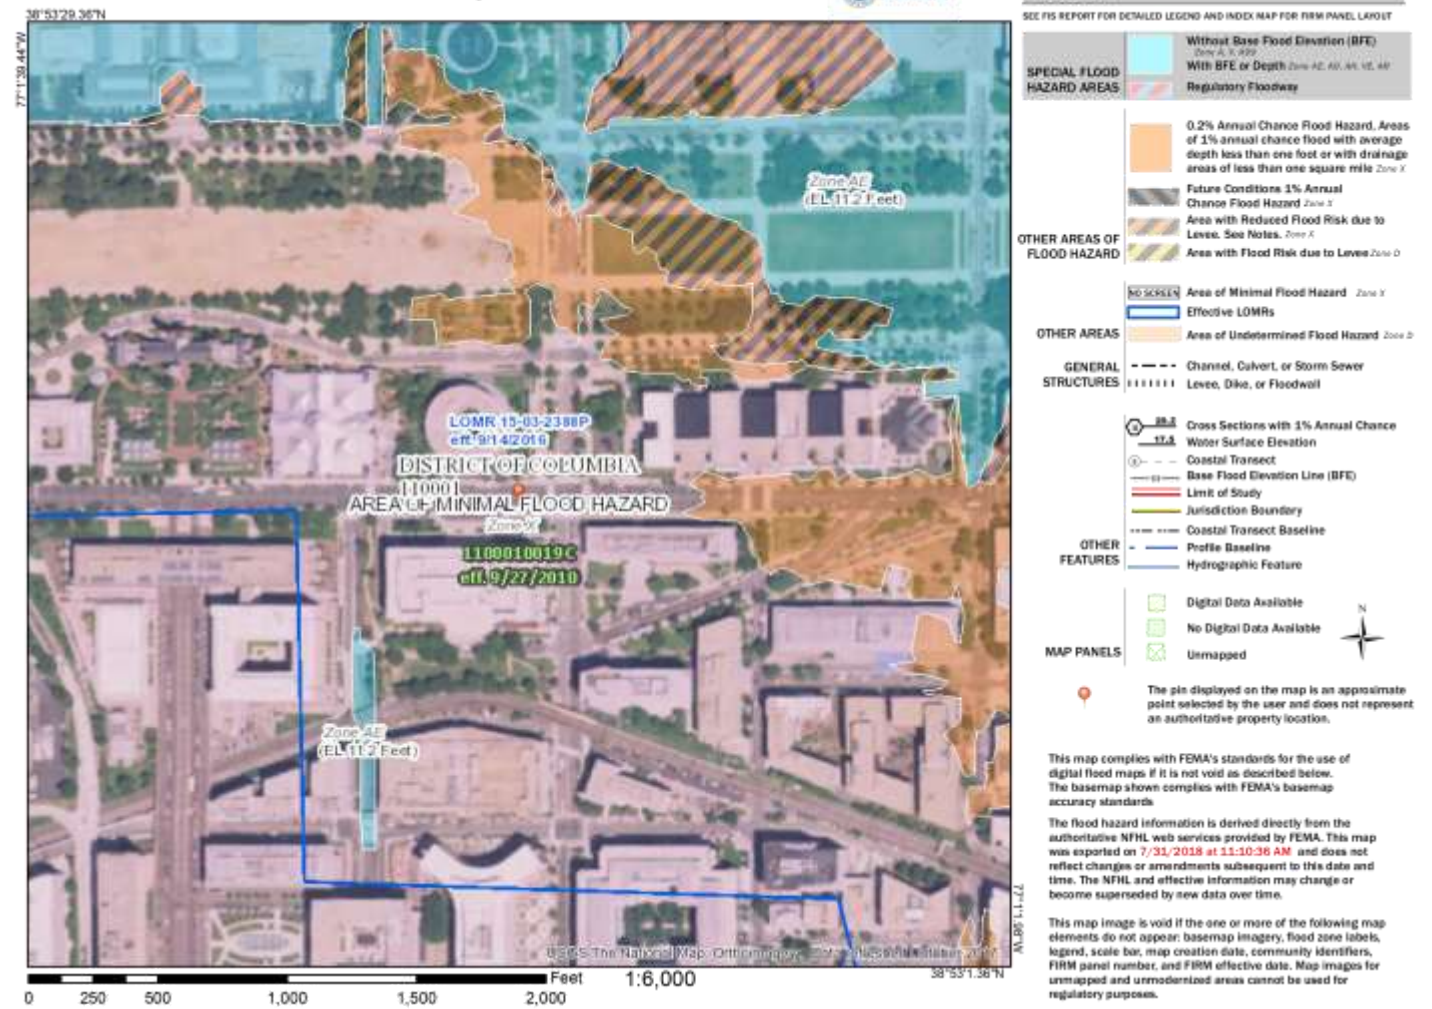 38°53'29.36"N
77°1'39.44"W
SEE FIS REPORT FOR DETAILED LEGEND AND INDEX MAP FOR FIRM PANEL LAYOUT
SPECIAL FLOOD
HAZARD AREAS
Without Base Flood Elevation (BFE)
Zone A, V, A99
With BFE or Depth Zone AE, AO, AH, VE, AR
Regulatory Floodway
OTHER AREAS OF
FLOOD HAZARD
0.2% Annual Chance Flood Hazard, Areas
of 1% annual chance flood with average
depth less than one foot or with drainage
areas of less than one square mile Zone X
Future Conditions 1% Annual
Chance Flood Hazard Zone X
Area with Reduced Flood Risk due to
Levee. See Notes. Zone X
Area with Flood Risk due to Levee Zone D
OTHER AREAS
NO SCREEN Area of Minimal Flood Hazard Zone X
Effective LOMRs
Area of Undetermined Flood Hazard Zone D
GENERAL
STRUCTURES
Channel, Culvert, or Storm Sewer
Levee, Dike, or Floodwall
OTHER
FEATURES
20.2 Cross Sections with 1% Annual Chance
17.5 Water Surface Elevation
Coastal Transect
Base Flood Elevation Line (BFE)
Limit of Study
Jurisdiction Boundary
Coastal Transect Baseline
Profile Baseline
Hydrographic Feature
MAP PANELS
Digital Data Available
No Digital Data Available
Unmapped
N
The pin displayed on the map is an approximate
point selected by the user and does not represent
an authoritative property location.
This map complies with FEMA's standards for the use of
digital flood maps if it is not void as described below.
The basemap shown complies with FEMA's basemap
accuracy standards
The flood hazard information is derived directly from the
authoritative NFHL web services provided by FEMA. This map
was exported on 7/31/2018 at 11:10:36 AM and does not
reflect changes or amendments subsequent to this date and
time. The NFHL and effective information may change or
become superseded by new data over time.
This map image is void if the one or more of the following map
elements do not appear: basemap imagery, flood zone labels,
legend, scale bar, map creation date, community identifiers,
FIRM panel number, and FIRM effective date. Map images for
unmapped and unmodernized areas cannot be used for
regulatory purposes.
Zone AE
(EL 11.2 Feet)
LOMR 15-03-2388P
eff. 9/14/2016
DISTRICT OF COLUMBIA
110001
AREA OF MINIMAL FLOOD HAZARD
Zone X
1100010019C
eff. 9/27/2010
Zone AE
(EL 11.2 Feet)
USGS The National Map: Orthoimagery. Data refreshed October 2017
77°1'1.98"W
38°53'1.36"N
Feet 1:6,000
0 250 500 1,000 1,500 2,000